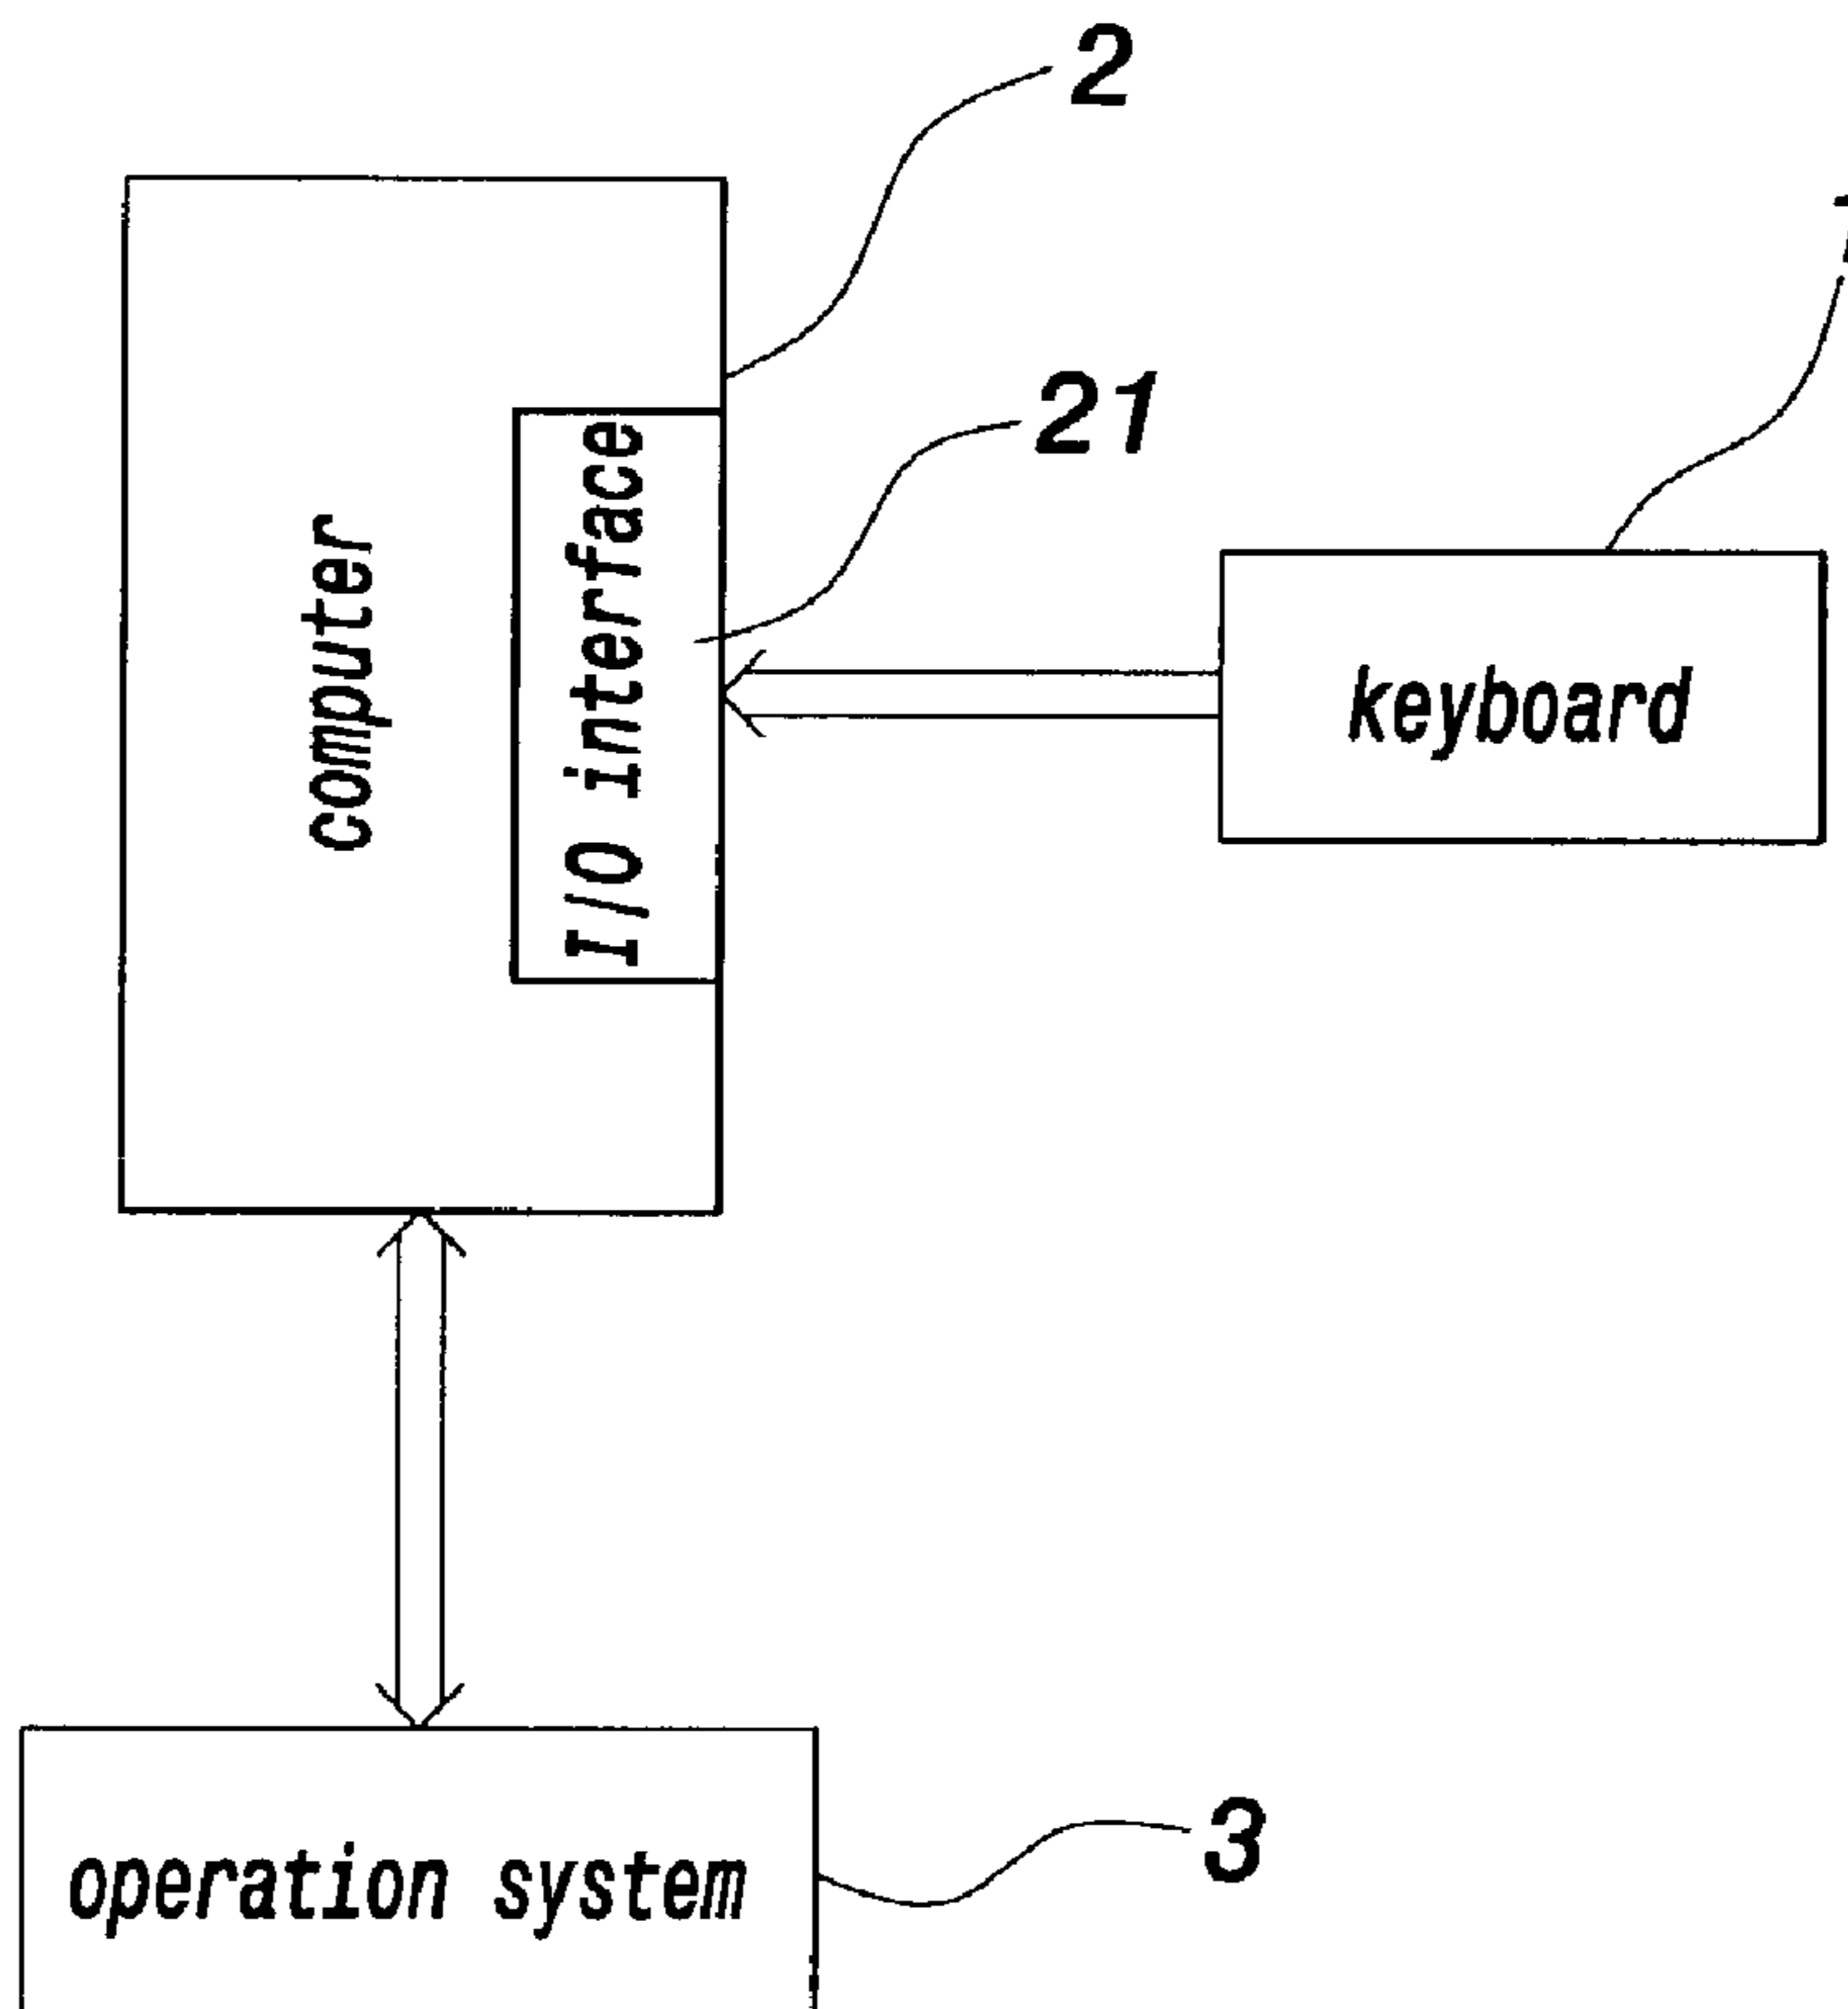 2
21
computer
I/O interface
keyboard
operation system
3